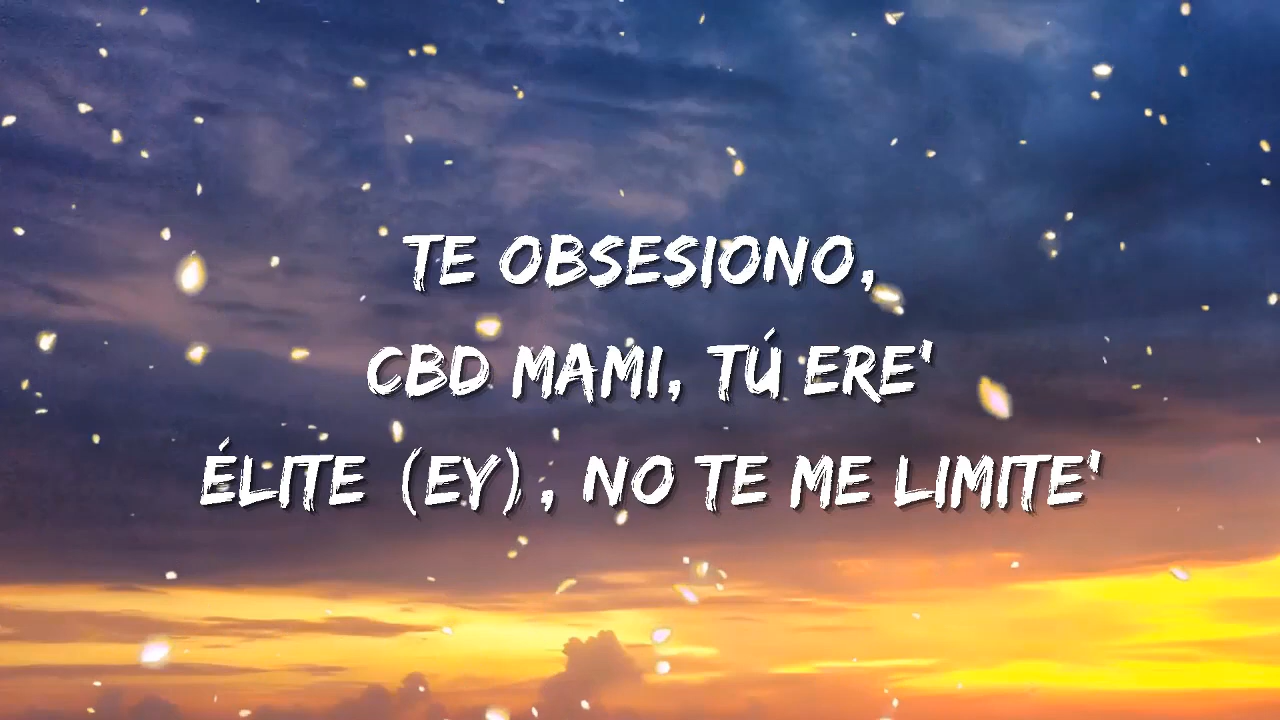 TE OBSESIONO,
CBD MAMI, TÚ ERE'
ÉLITE (EY), NO TE ME LIMITE'